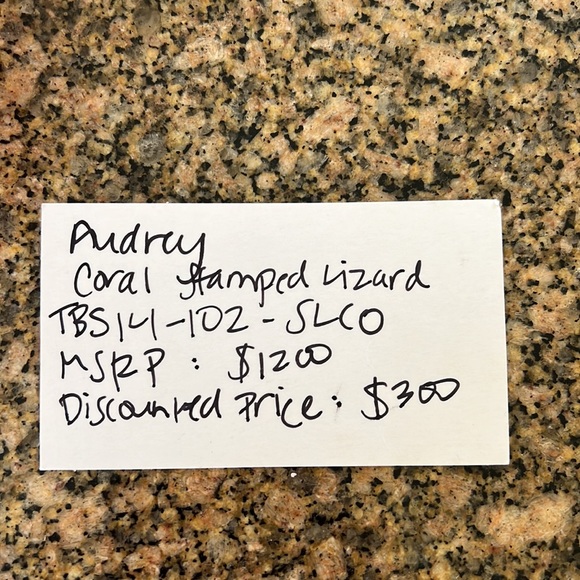 Audrey
Coral Stamped Lizard
TBS14-102-SLCO
MSRP: $1200
Discounted Price: $300